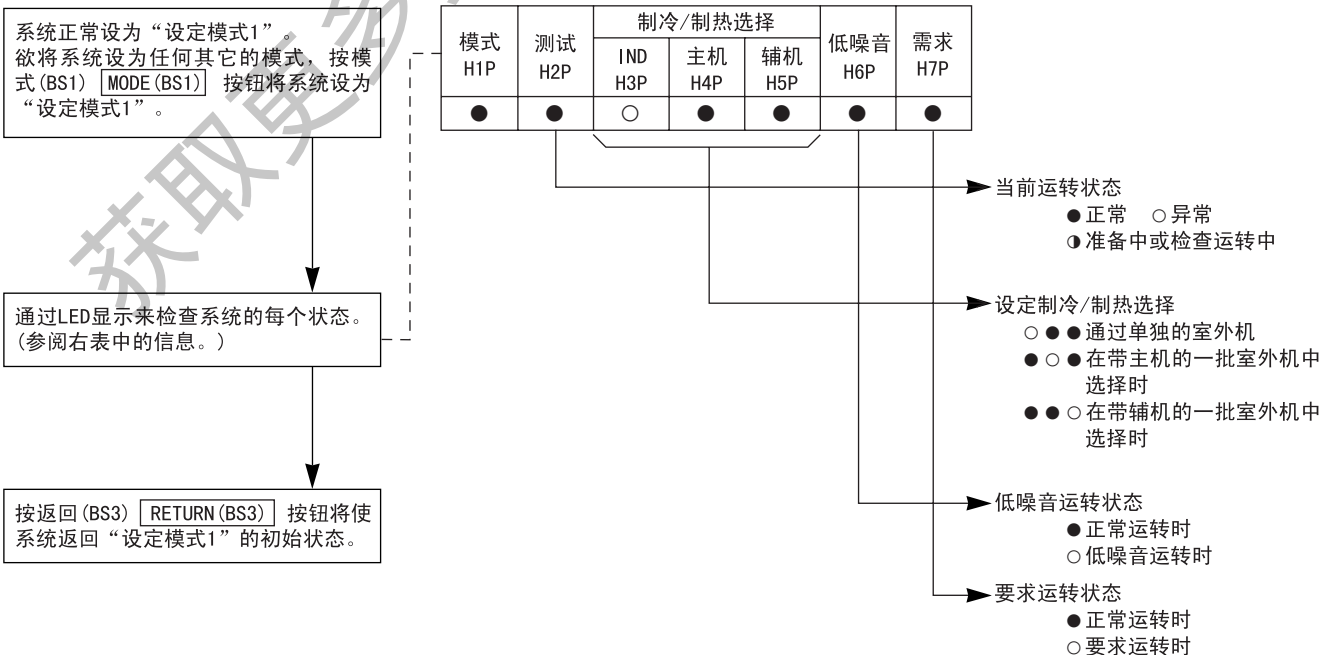 系统正常设为“设定模式1”。
欲将系统设为任何其它的模式，按模
式(BS1) MODE(BS1) 按钮将系统设为
“设定模式1”。
通过LED显示来检查系统的每个状态。
(参阅右表中的信息。)
按返回(BS3) RETURN(BS3) 按钮将使
系统返回“设定模式1”的初始状态。
模式
H1P
测试
H2P
制冷/制热选择
IND
H3P
主机
H4P
辅机
H5P
低噪音
H6P
需求
H7P
● ● ○ ● ● ● ●
当前运转状态
●正常 ○异常
◑准备中或检查运转中
设定制冷/制热选择
○●●通过单独的室外机
●○●在带主机的一批室外机中
选择时
●●○在带辅机的一批室外机中
选择时
低噪音运转状态
●正常运转时
○低噪音运转时
要求运转状态
●正常运转时
○要求运转时
获取更多